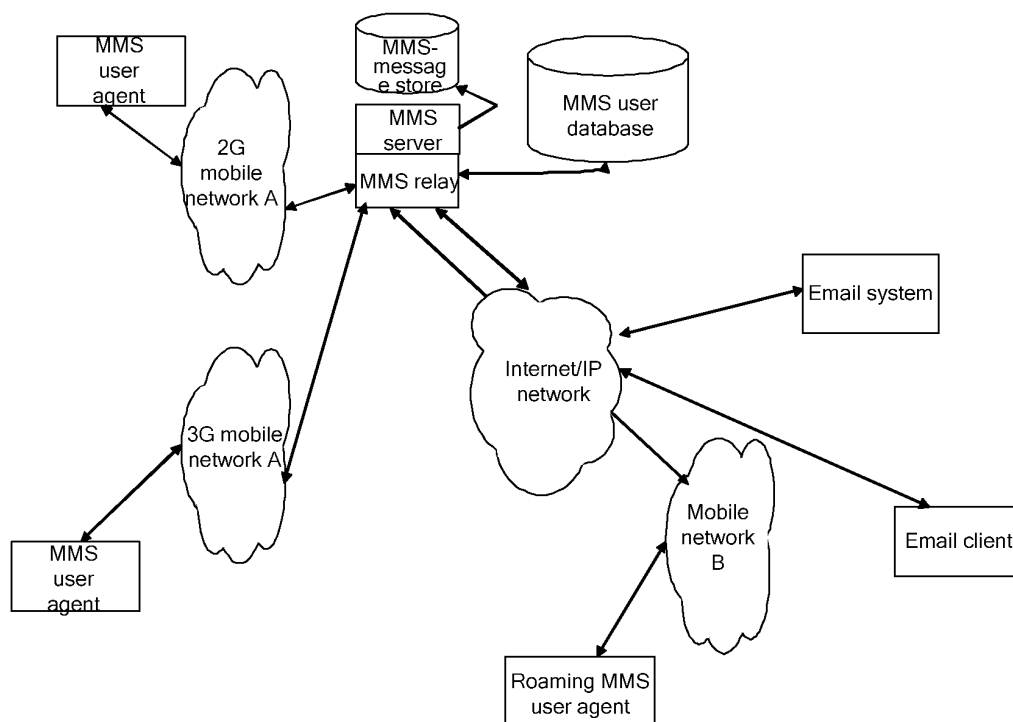 MMS
user
agent
MMS-
messag
e store
MMS user
database
MMS
server
2G
mobile
network A
MMS relay
Email system
Internet/IP
network
3G mobile
network A
Mobile
network
B
Email client
MMS
user
agent
Roaming MMS
user agent